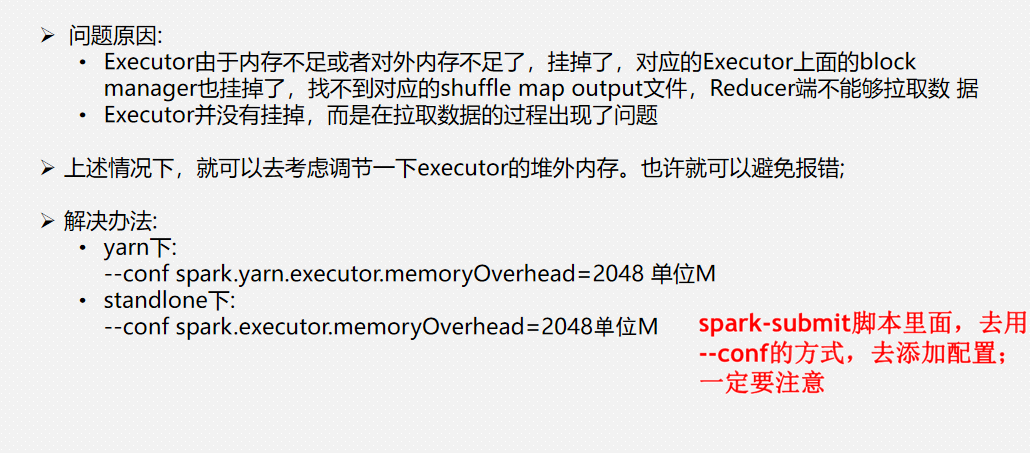 ➢ 问题原因:
• Executor由于内存不足或者对外内存不足了，挂掉了，对应的Executor上面的block
manager也挂掉了，找不到对应的shuffle map output文件，Reducer端不能够拉取数 据
• Executor并没有挂掉，而是在拉取数据的过程出现了问题
➢ 上述情况下，就可以去考虑调节一下executor的堆外内存。也许就可以避免报错;
➢ 解决办法:
• yarn下:
--conf spark.yarn.executor.memoryOverhead=2048 单位M
• standlone下:
--conf spark.executor.memoryOverhead=2048单位M
spark-submit脚本里面，去用
--conf的方式，去添加配置；
一定要注意